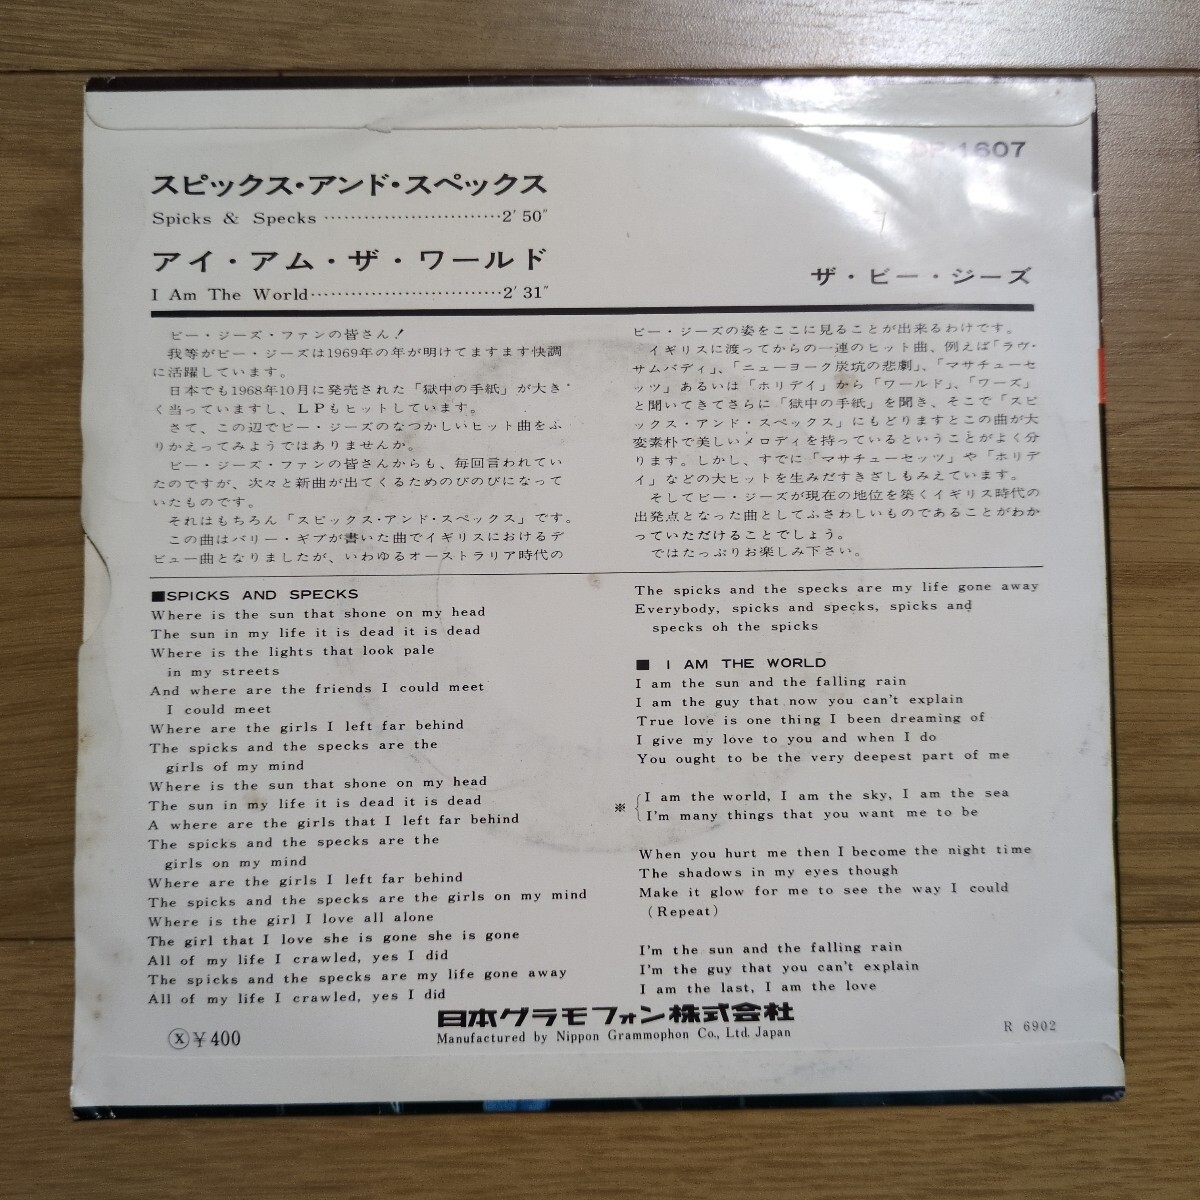 1607
スピックス・アンド・スペックス
Spicks & Specks ‥‥‥‥‥‥‥‥‥2′50″
アイ・アム・ザ・ワールド
I Am The World‥‥‥‥‥‥‥‥‥‥2′31″
ザ・ビー・ジーズ
ビー・ジーズ・ファンの皆さん！
我等がビー・ジーズは1969年の年が明けてますます快調
に活躍しています。
日本でも1968年10月に発売された「獄中の手紙」が大き
く当っていますし、ＬＰもヒットしています。
さて、この辺でビー・ジーズのなつかしいヒット曲をふ
りかえってみようではありませんか。
ビー・ジーズ・ファンの皆さんからも、毎回言われてい
たのですが、次々と新曲が出てくるためのびのびになって
いたものです。
それはもちろん「スピックス・アンド・スペックス」です。
この曲はバリー・ギブが書いた曲でイギリスにおけるデ
ビュー曲となりましたが、いわゆるオーストラリア時代の
ビー・ジーズの姿をここに見ることが出来るわけです。
イギリスに渡ってからの一連のヒット曲、例えば「ラヴ・
サムバディ」、「ニューヨーク炭坑の悲劇」、「マサチューセ
ッツ」あるいは「ホリデイ」から「ワールド」、「ワーズ」
と聞いてきてさらに「獄中の手紙」を聞き、そこで「スピ
ックス・アンド・スペックス」にもどりますとこの曲が大
変素朴で美しいメロディを持っているということがよく分
ります。しかし、すでに「マサチューセッツ」や「ホリデ
イ」などの大ヒットを生みだすきざしもみえています。
そしてビー・ジーズが現在の地位を築くイギリス時代の
出発点となった曲としてふさわしいものであることがわか
っていただけることでしょう。
ではたっぷりお楽しみ下さい。
■SPICKS AND SPECKS
Where is the sun that shone on my head
The sun in my life it is dead it is dead
Where is the lights that look pale
in my streets
And where are the friends I could meet
I could meet
Where are the girls I left far behind
The spicks and the specks are the
girls of my mind
Where is the sun that shone on my head
The sun in my life it is dead it is dead
A where are the girls that I left far behind
The spicks and the specks are the
girls on my mind
Where are the girls I left far behind
The spicks and the specks are the girls on my mind
Where is the girl I love all alone
The girl that I love she is gone she is gone
All of my life I crawled, yes I did
The spicks and the specks are my life gone away
All of my life I crawled, yes I did
The spicks and the specks are my life gone away
Everybody, spicks and specks, spicks and
specks oh the spicks
■ I AM THE WORLD
I am the sun and the falling rain
I am the guy that now you can't explain
True love is one thing I been dreaming of
I give my love to you and when I do
You ought to be the very deepest part of me
※ I am the world, I am the sky, I am the sea
I'm many things that you want me to be
When you hurt me then I become the night time
The shadows in my eyes though
Make it glow for me to see the way I could
(Repeat)
I'm the sun and the falling rain
I'm the guy that you can't explain
I am the last, I am the love
日本グラモフォン株式会社
Manufactured by Nippon Grammophon Co., Ltd. Japan
Ⓧ￥400
R 6902